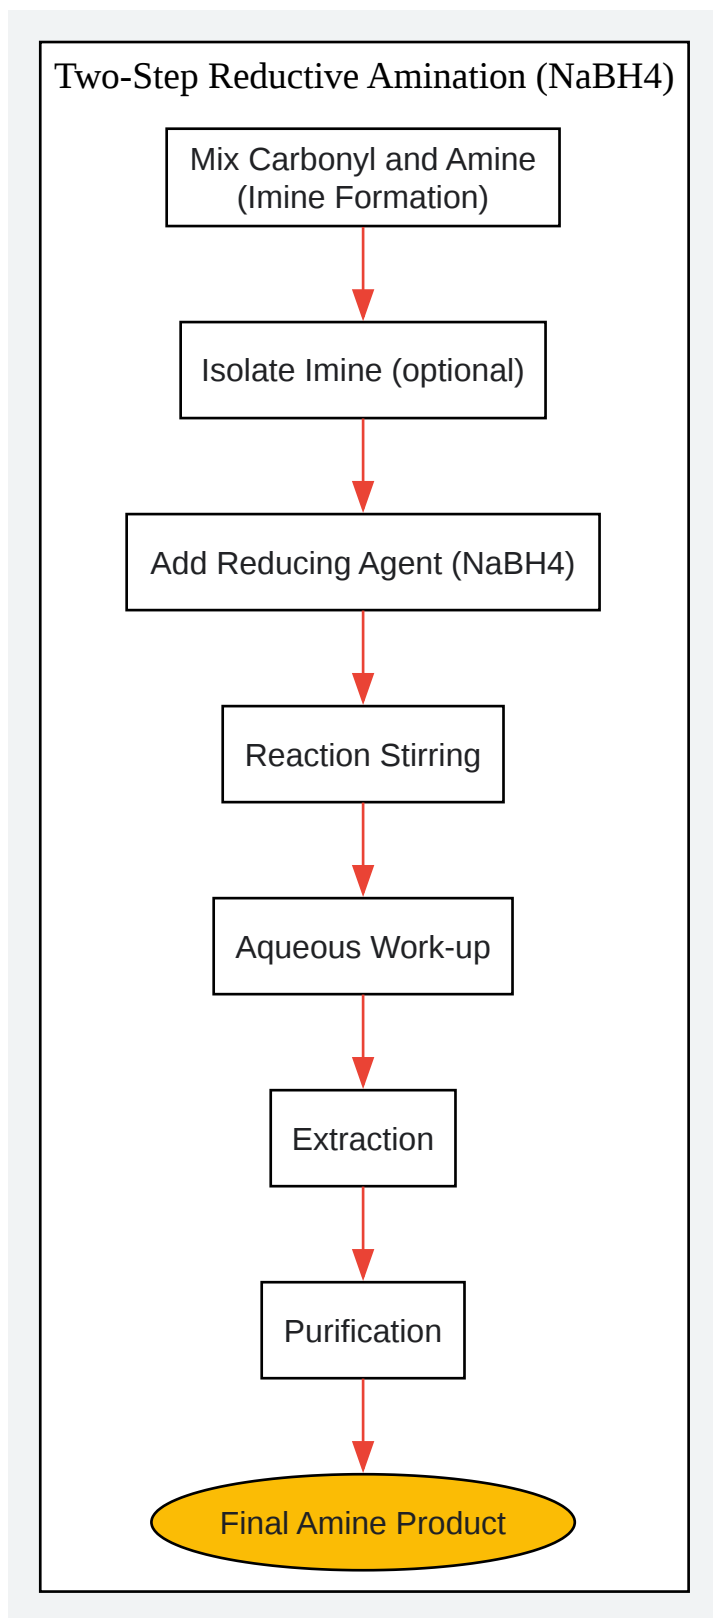 Two-Step Reductive Amination (NaBH4)
Mix Carbonyl and Amine
(Imine Formation)
Isolate Imine (optional)
Add Reducing Agent (NaBH4)
Reaction Stirring
Aqueous Work-up
Extraction
Purification
Final Amine Product